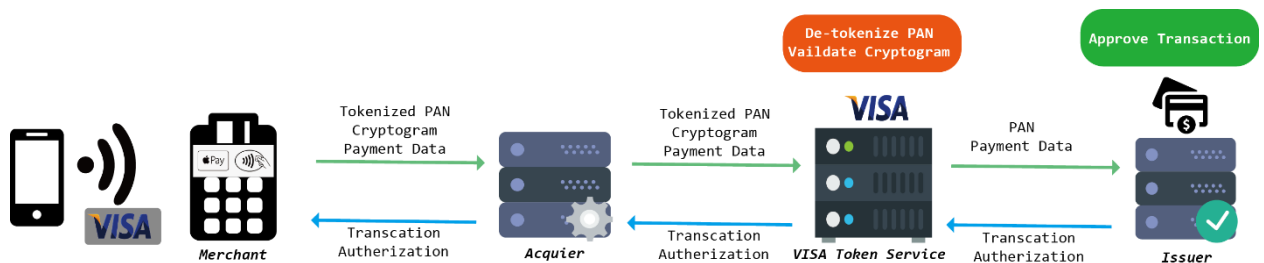 De-tokenize PAN
Vaildate Cryptogram
Approve Transaction
VISA
Tokenized PAN
Cryptogram
Payment Data
Tokenized PAN
Cryptogram
Payment Data
PAN
Payment Data
Pay
VISA
Transcation
Autherization
Transcation
Autherization
Transcation
Autherization
Merchant
Acquier
VISA Token Service
Issuer